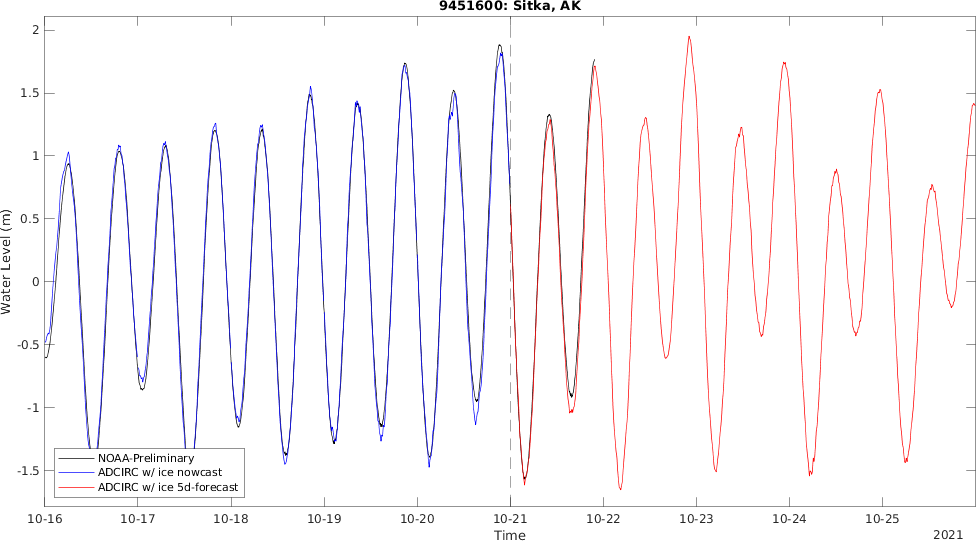 9451600: Sitka, AK
2
1.5
1
0.5
0
-0.5
-1
-1.5
Water Level (m)
NOAA-Preliminary
ADCIRC w/ ice nowcast
ADCIRC w/ ice 5d-forecast
10-16 10-17 10-18 10-19 10-20 10-21 10-22 10-23 10-24 10-25
Time
2021